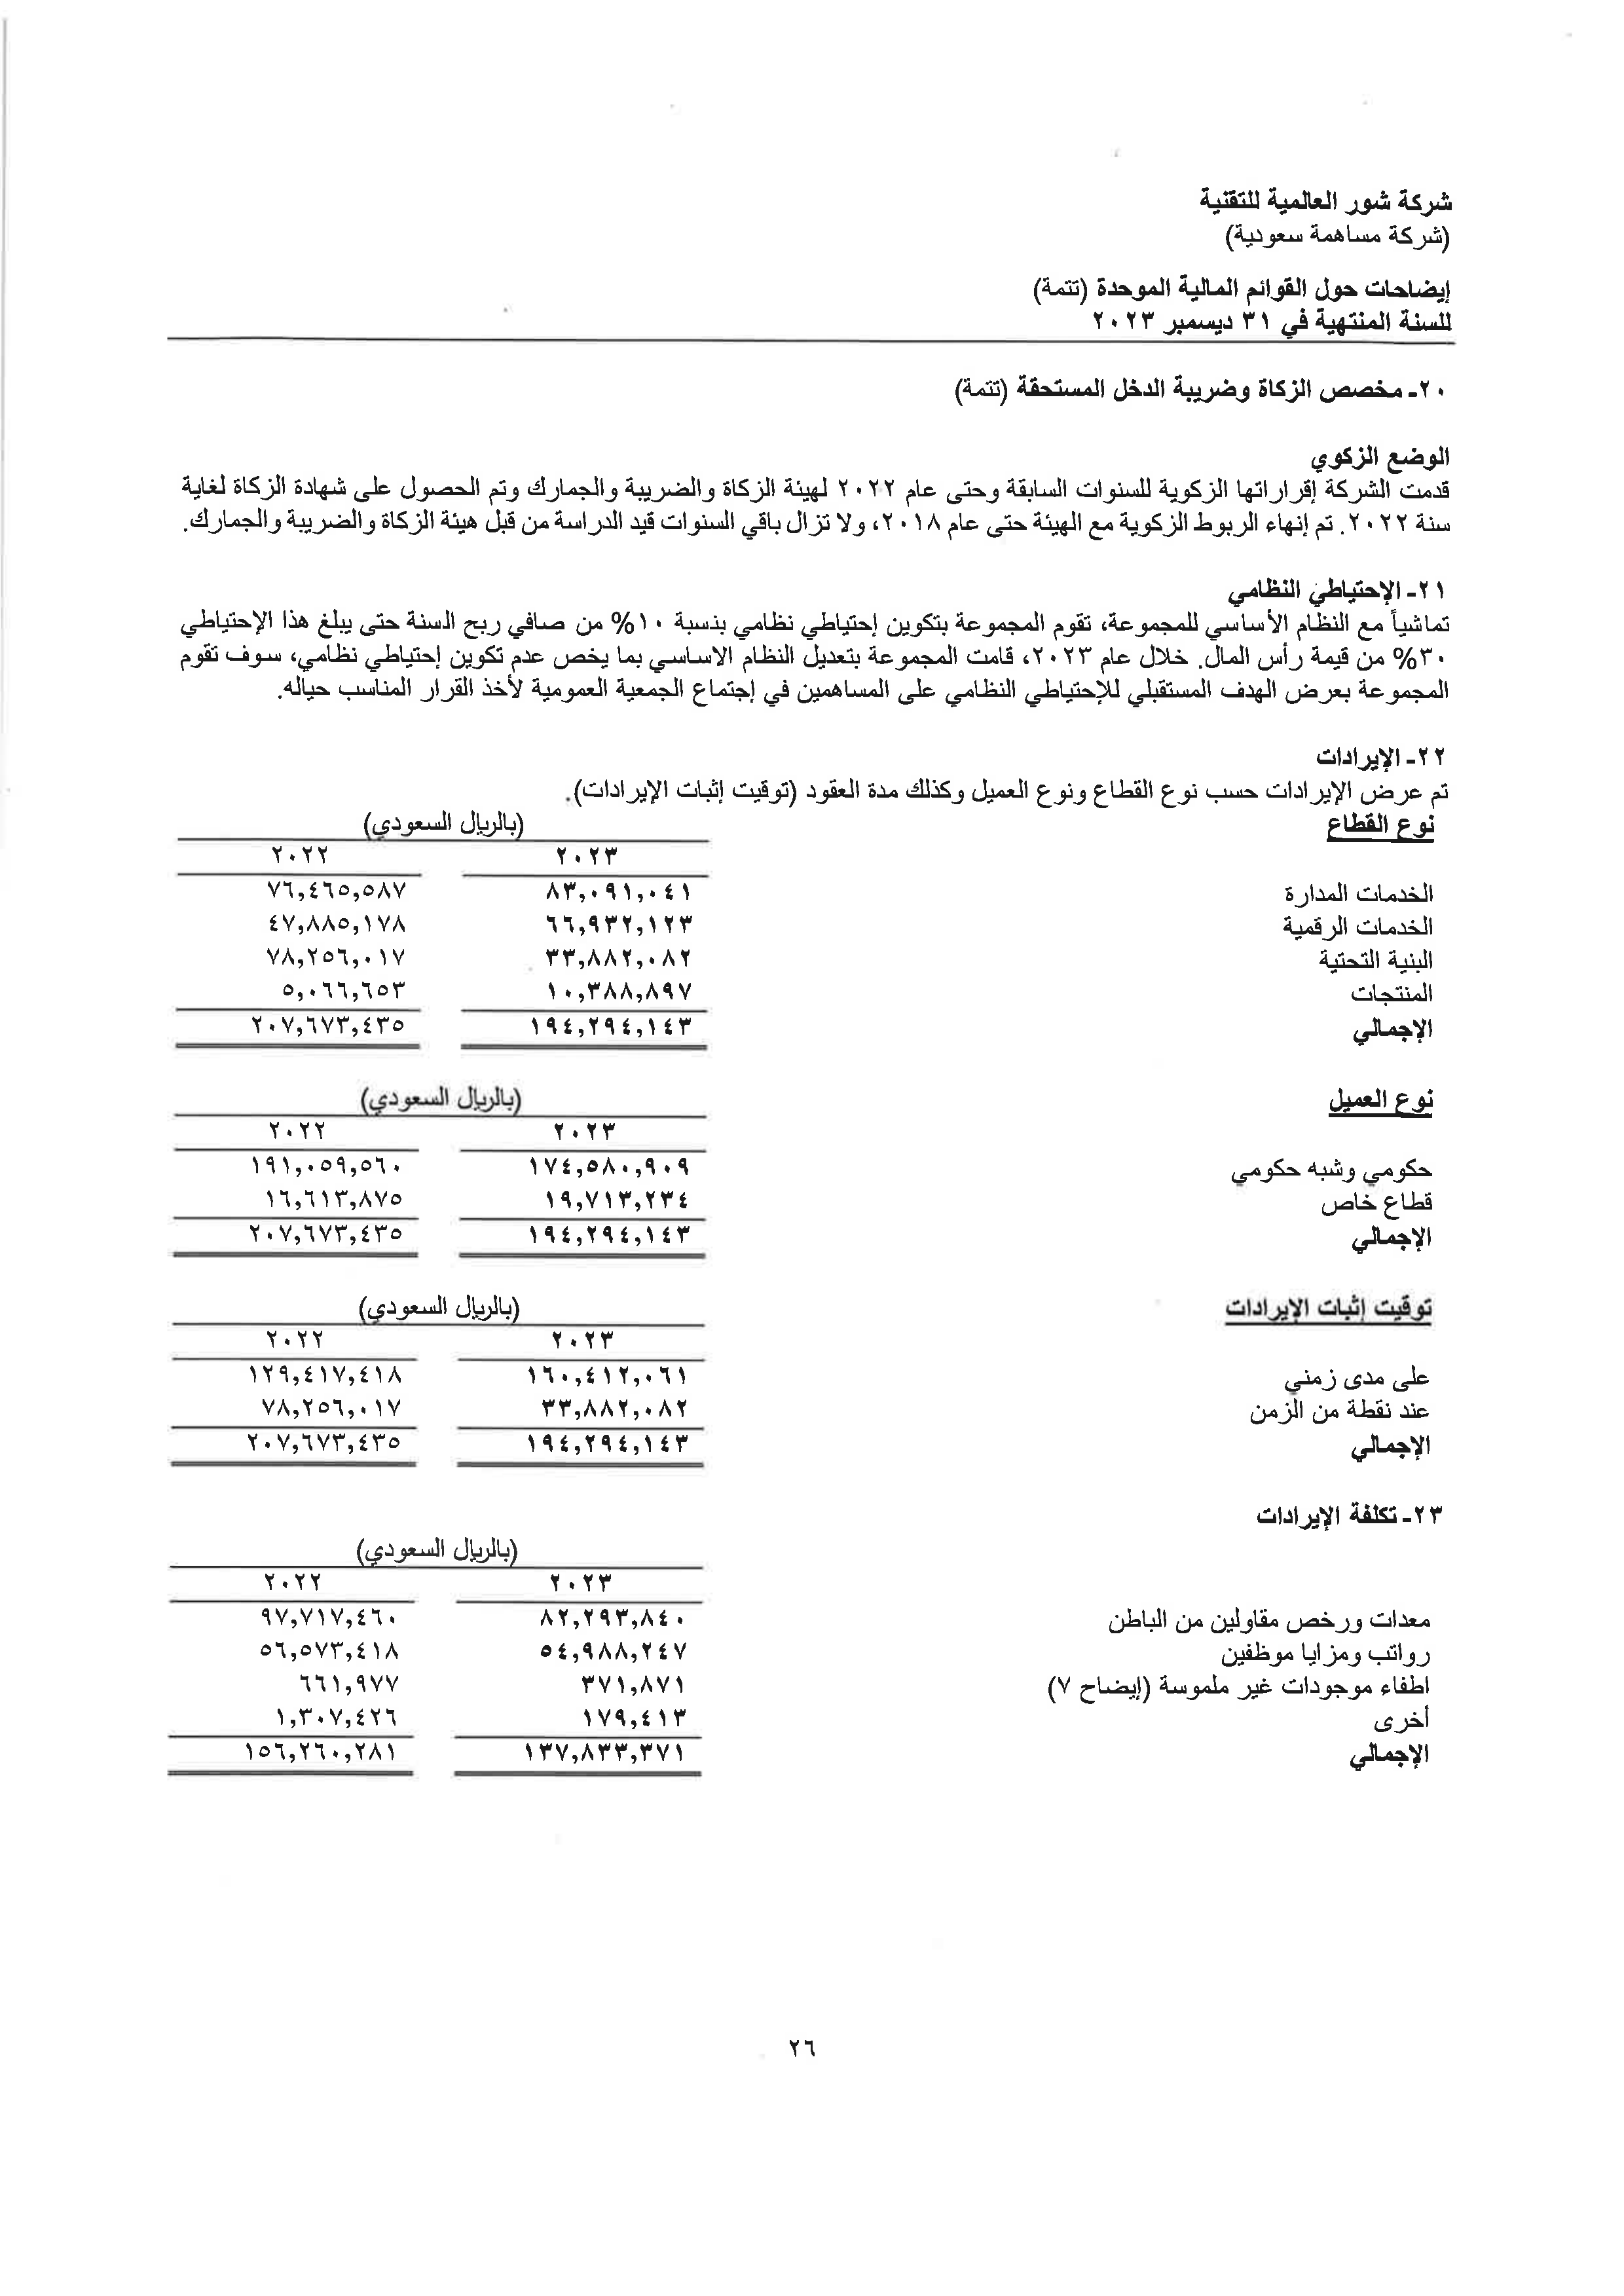 شركة شور العالمية للتقنية
(شركة مساهمة سعودية)
إيضاحات حول القوائم المالية الموحدة (تتمة)
للسنة المنتهية في ٣١ ديسمبر ٢٠٢٣
٢٠- مخصص الزكاة وضريبة الدخل المستحقة (تتمة)
الوضع الزكوي
قدمت الشركة إقراراتها الزكوية للسنوات السابقة وحتى عام ٢٠٢٢ لهيئة الزكاة والضريبة والجمارك وتم الحصول على شهادة الزكاة لغاية
سنة ٢٠٢٢. تم إنهاء الربوط الزكوية مع الهيئة حتى عام ٢٠١٨، ولا تزال باقي السنوات قيد الدراسة من قبل هيئة الزكاة والضريبة والجمارك.
٢١- الإحتياطي النظامي
تماشياً مع النظام الأساسي للمجموعة، تقوم المجموعة بتكوين إحتياطي نظامي بنسبة ١٠% من صافي ربح السنة حتى يبلغ هذا الإحتياطي
٣٠% من قيمة رأس المال. خلال عام ٢٠٢٣، قامت المجموعة بتعديل النظام الاساسي بما يخص عدم تكوين إحتياطي نظامي، سوف تقوم
المجموعة بعرض الهدف المستقبلي للإحتياطي النظامي على المساهمين في إجتماع الجمعية العمومية لأخذ القرار المناسب حياله.
٢٢- الإيرادات
تم عرض الإيرادات حسب نوع القطاع ونوع العميل وكذلك مدة العقود (توقيت إثبات الإيرادات).
نوع القطاع (بالريال السعودي)
٢٠٢٣ ٢٠٢٢
الخدمات المدارة ٨٣,٠٩١,٠٤١ ٧٦,٤٦٥,٥٨٧
الخدمات الرقمية ٦٦,٩٣٢,١٢٣ ٤٧,٨٨٥,١٧٨
البنية التحتية ٣٣,٨٨٢,٠٨٢ ٧٨,٢٥٦,٠١٧
المنتجات ١٠,٣٨٨,٨٩٧ ٥,٠٦٦,٦٥٣
الإجمالي ١٩٤,٢٩٤,١٤٣ ٢٠٧,٦٧٣,٤٣٥
نوع العميل (بالريال السعودي)
٢٠٢٣ ٢٠٢٢
حكومي وشبه حكومي ١٧٤,٥٨٠,٩٠٩ ١٩١,٠٥٩,٥٦٠
قطاع خاص ١٩,٧١٣,٢٣٤ ١٦,٦١٣,٨٧٥
الإجمالي ١٩٤,٢٩٤,١٤٣ ٢٠٧,٦٧٣,٤٣٥
توقيت إثبات الإيرادات (بالريال السعودي)
٢٠٢٣ ٢٠٢٢
على مدى زمني ١٦٠,٤١٢,٠٦١ ١٢٩,٤١٧,٤١٨
عند نقطة من الزمن ٣٣,٨٨٢,٠٨٢ ٧٨,٢٥٦,٠١٧
الإجمالي ١٩٤,٢٩٤,١٤٣ ٢٠٧,٦٧٣,٤٣٥
٢٣- تكلفة الإيرادات
(بالريال السعودي)
٢٠٢٣ ٢٠٢٢
معدات ورخص مقاولين من الباطن ٨٢,٢٩٣,٨٤٠ ٩٧,٧١٧,٤٦٠
رواتب ومزايا موظفين ٥٤,٩٨٨,٢٤٧ ٥٦,٥٧٣,٤١٨
اطفاء موجودات غير ملموسة (إيضاح ٧) ٣٧١,٨٧١ ٦٦١,٩٧٧
أخرى ١٧٩,٤١٣ ١,٣٠٧,٤٢٦
الإجمالي ١٣٧,٨٣٣,٣٧١ ١٥٦,٢٦٠,٢٨١
٢٦